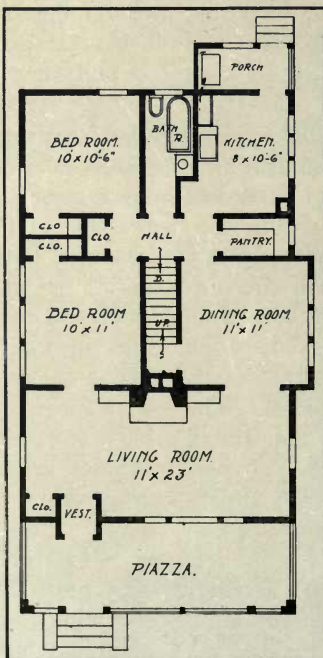 PORCH
BATH
R.
KITCHEN.
8 x 10'-6"
BED ROOM.
10' x 10'-6"
CLO
CLO.
CLO.
HALL
PANTRY.
D.
UP
BED ROOM
10' x 11'
DINING ROOM.
11' x 11'
LIVING ROOM.
11' x 23'
CLO.
VEST.
PIAZZA.